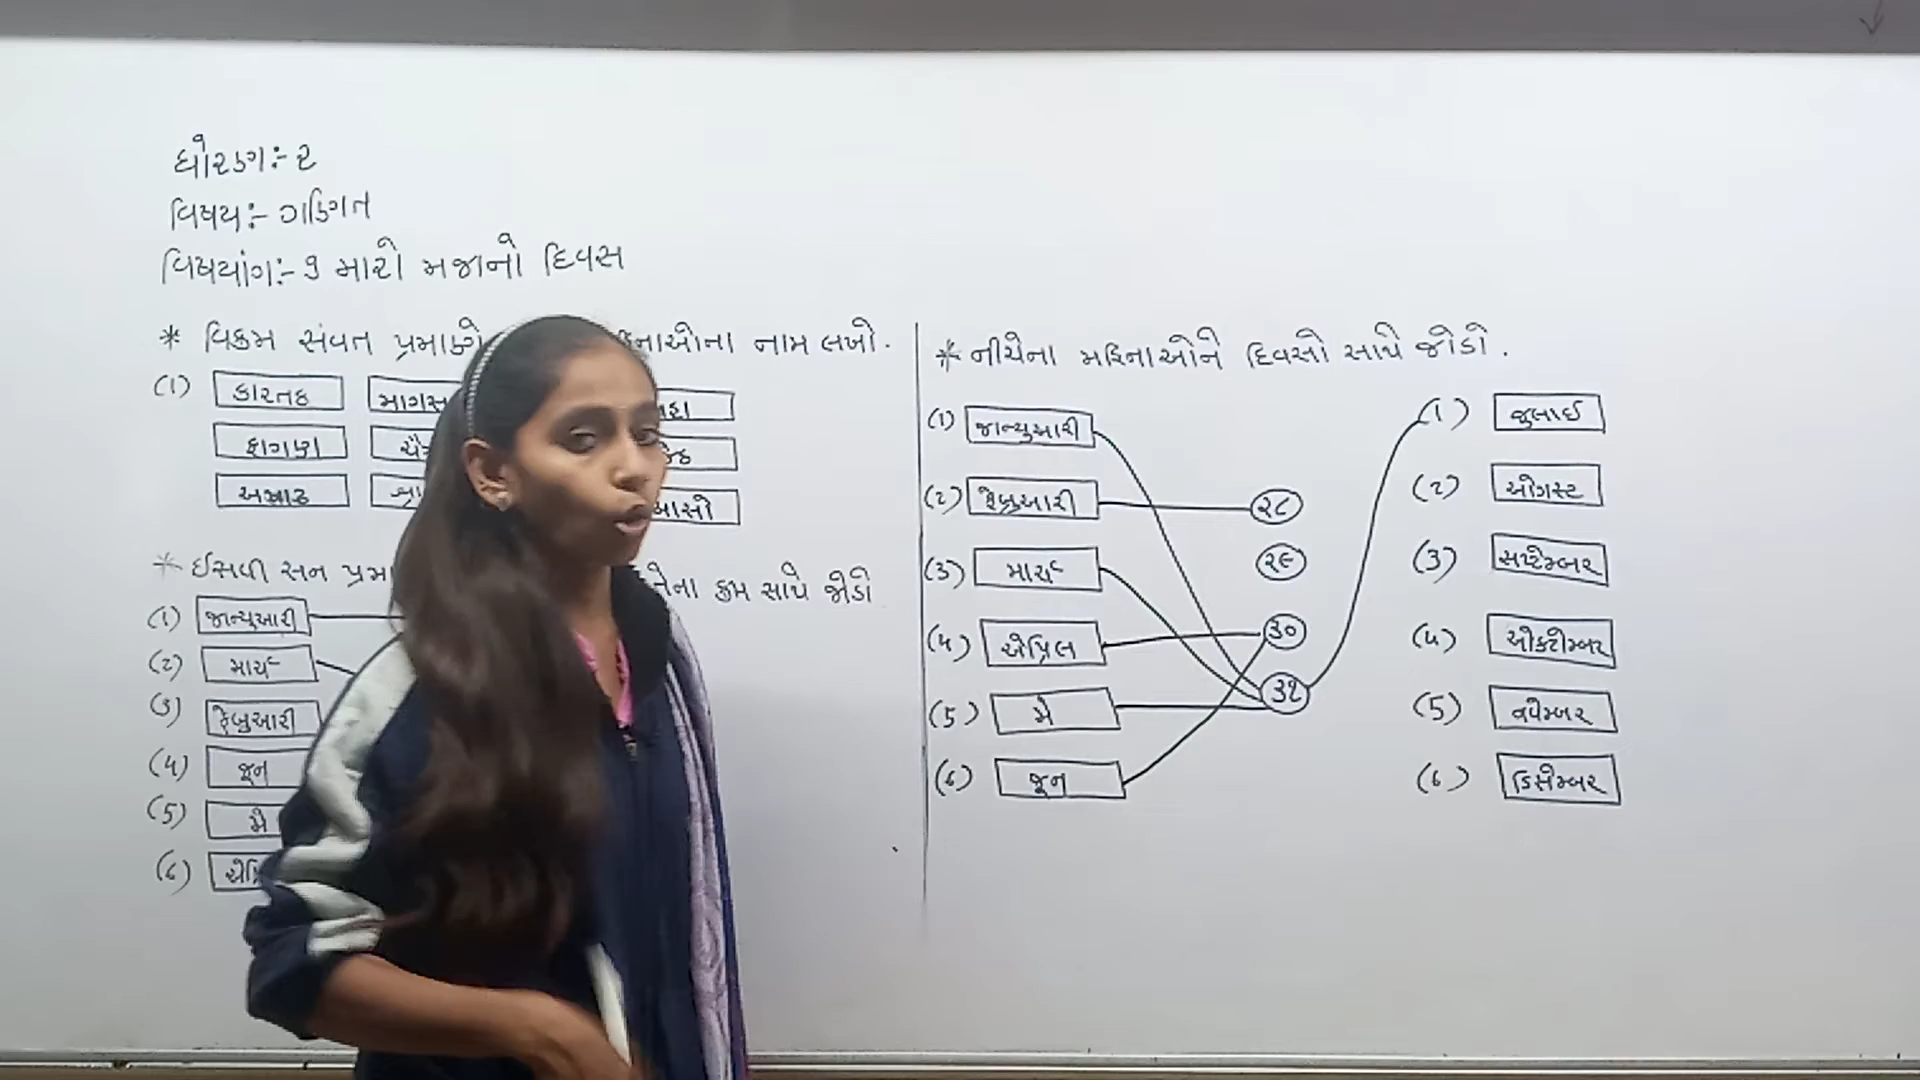 ધોરણ:- ૨
વિષય:- ગણિત
વિષયાંગ:- ૭ મારો મજાનો દિવસ
* વિક્રમ સંવત પ્રમાણે નામ લખો.
(1) કારતક
ફાગણ
અષાઢ આસો
* ઈસવી સન ક્રમ સાથે જોડો
(1) જાન્યુઆરી
(2) માર્ચ
(3) ફેબ્રુઆરી
(4) જૂન
(5) મે
(6)
* નીચેના મહિનાઓને દિવસો સાથે જોડો.
(1) જાન્યુઆરી
(2) ફેબ્રુઆરી
(3) માર્ચ
(4) એપ્રિલ
(5) મે
(6) જૂન
૨૮
૨૯
૩૦
૩૧
(1) જુલાઈ
(2) ઓગસ્ટ
(3) સપ્ટેમ્બર
(4) ઓક્ટોમ્બર
(5) નવેમ્બર
(6) ડિસેમ્બર